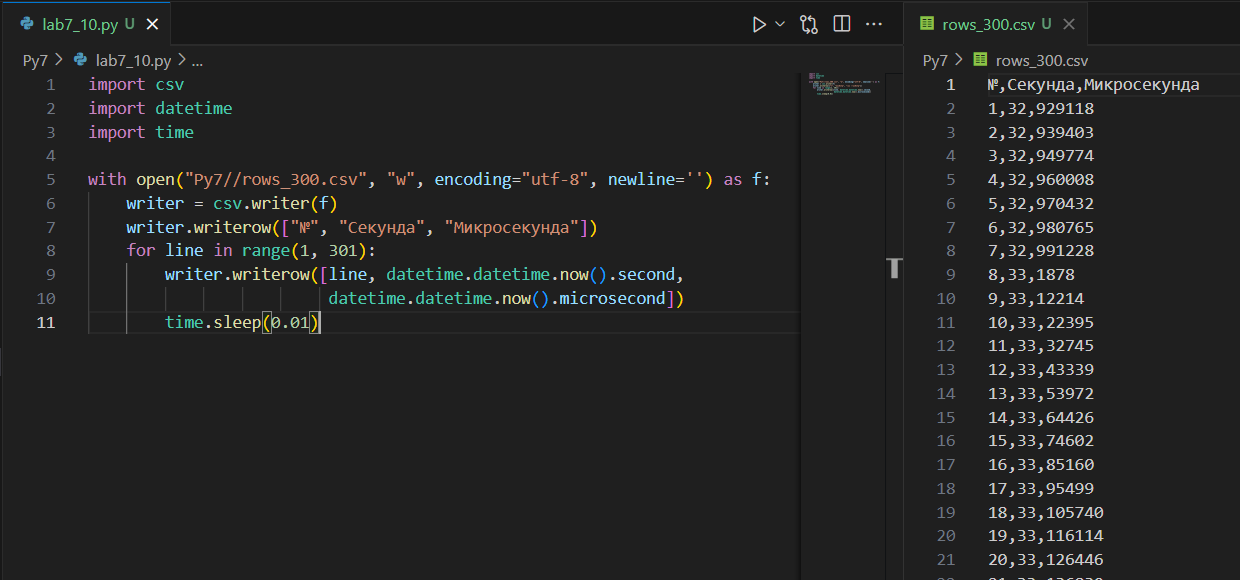 lab7_10.py U
Py7 > lab7_10.py > ...
1 import csv
2 import datetime
3 import time
4
5 with open("Py7//rows_300.csv", "w", encoding="utf-8", newline='') as f:
6 writer = csv.writer(f)
7 writer.writerow(["№", "Секунда", "Микросекунда"])
8 for line in range(1, 301):
9 writer.writerow([line, datetime.datetime.now().second,
10 datetime.datetime.now().microsecond])
11 time.sleep(0.01)
rows_300.csv U
Py7 > rows_300.csv
1 №,Секунда,Микросекунда
2 1,32,929118
3 2,32,939403
4 3,32,949774
5 4,32,960008
6 5,32,970432
7 6,32,980765
8 7,32,991228
9 8,33,1878
10 9,33,12214
11 10,33,22395
12 11,33,32745
13 12,33,43339
14 13,33,53972
15 14,33,64426
16 15,33,74602
17 16,33,85160
18 17,33,95499
19 18,33,105740
20 19,33,116114
21 20,33,126446